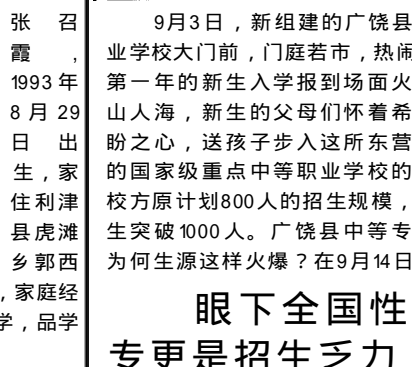 张 召
霞 ,
1993 年
8 月 29
日 出
生，家
住利津
县虎滩
乡郭西
，家庭经
学，品学
9月3日，新组建的广饶县
业学校大门前，门庭若市，热闹
第一年的新生入学报到场面火
山人海，新生的父母们怀着希
盼之心，送孩子步入这所东营
的国家级重点中等职业学校的
校方原计划800人的招生规模，
生突破1000人。广饶县中等专
为何生源这样火爆？在9月14日
眼下全国性
专更是招生乏力